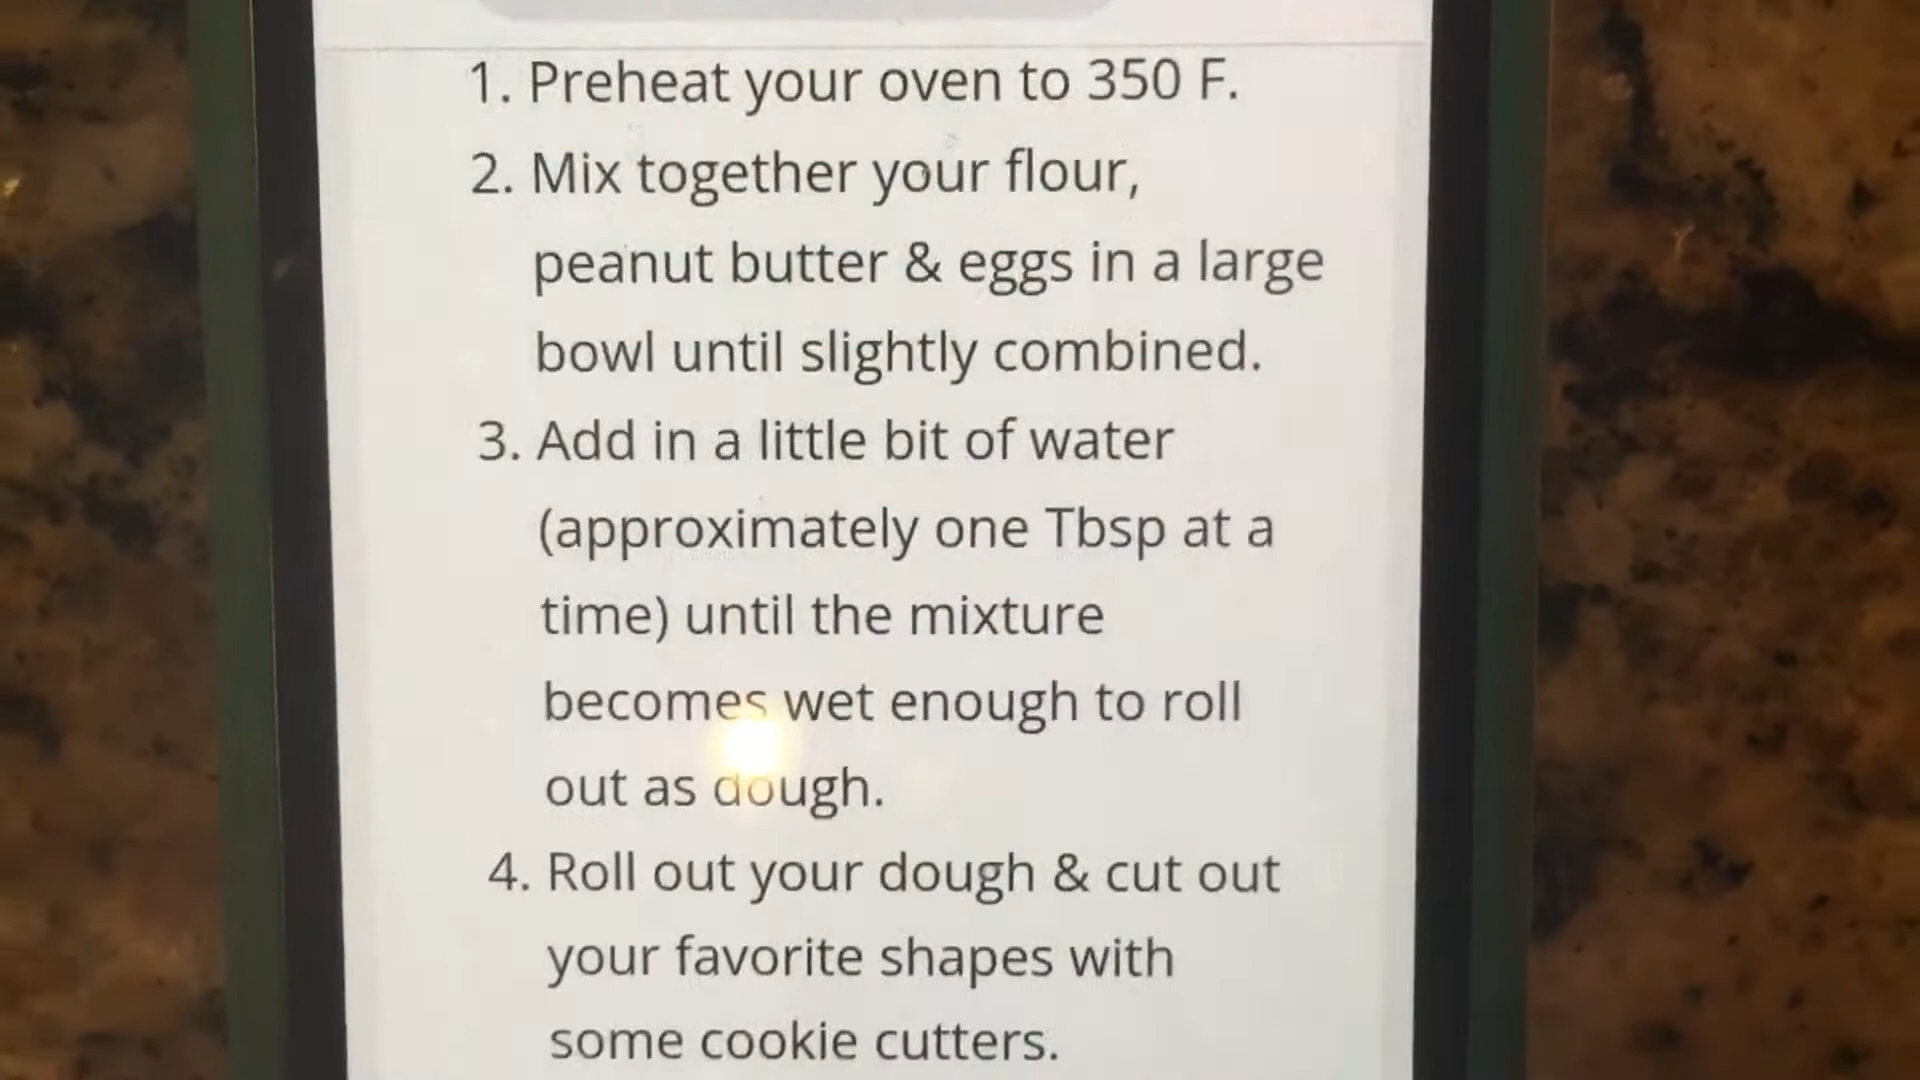 1. Preheat your oven to 350 F.
2. Mix together your flour,
peanut butter & eggs in a large
bowl until slightly combined.
3. Add in a little bit of water
(approximately one Tbsp at a
time) until the mixture
becomes wet enough to roll
out as dough.
4. Roll out your dough & cut out
your favorite shapes with
some cookie cutters.